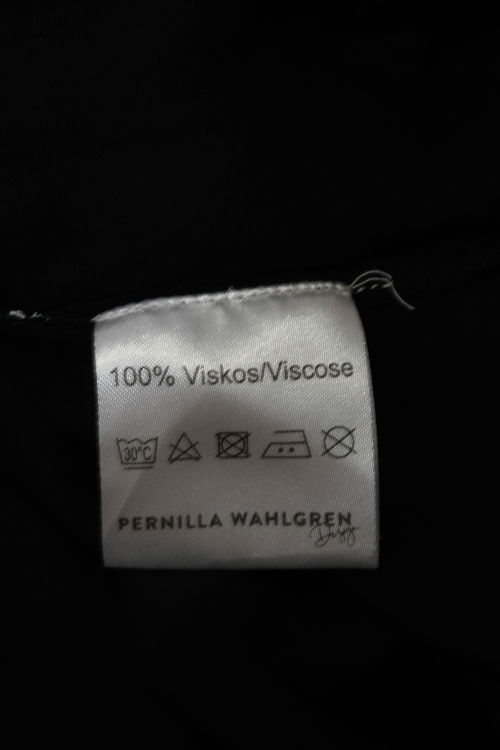 100% Viskos/Viscose
30°C
PERNILLA WAHLGREN